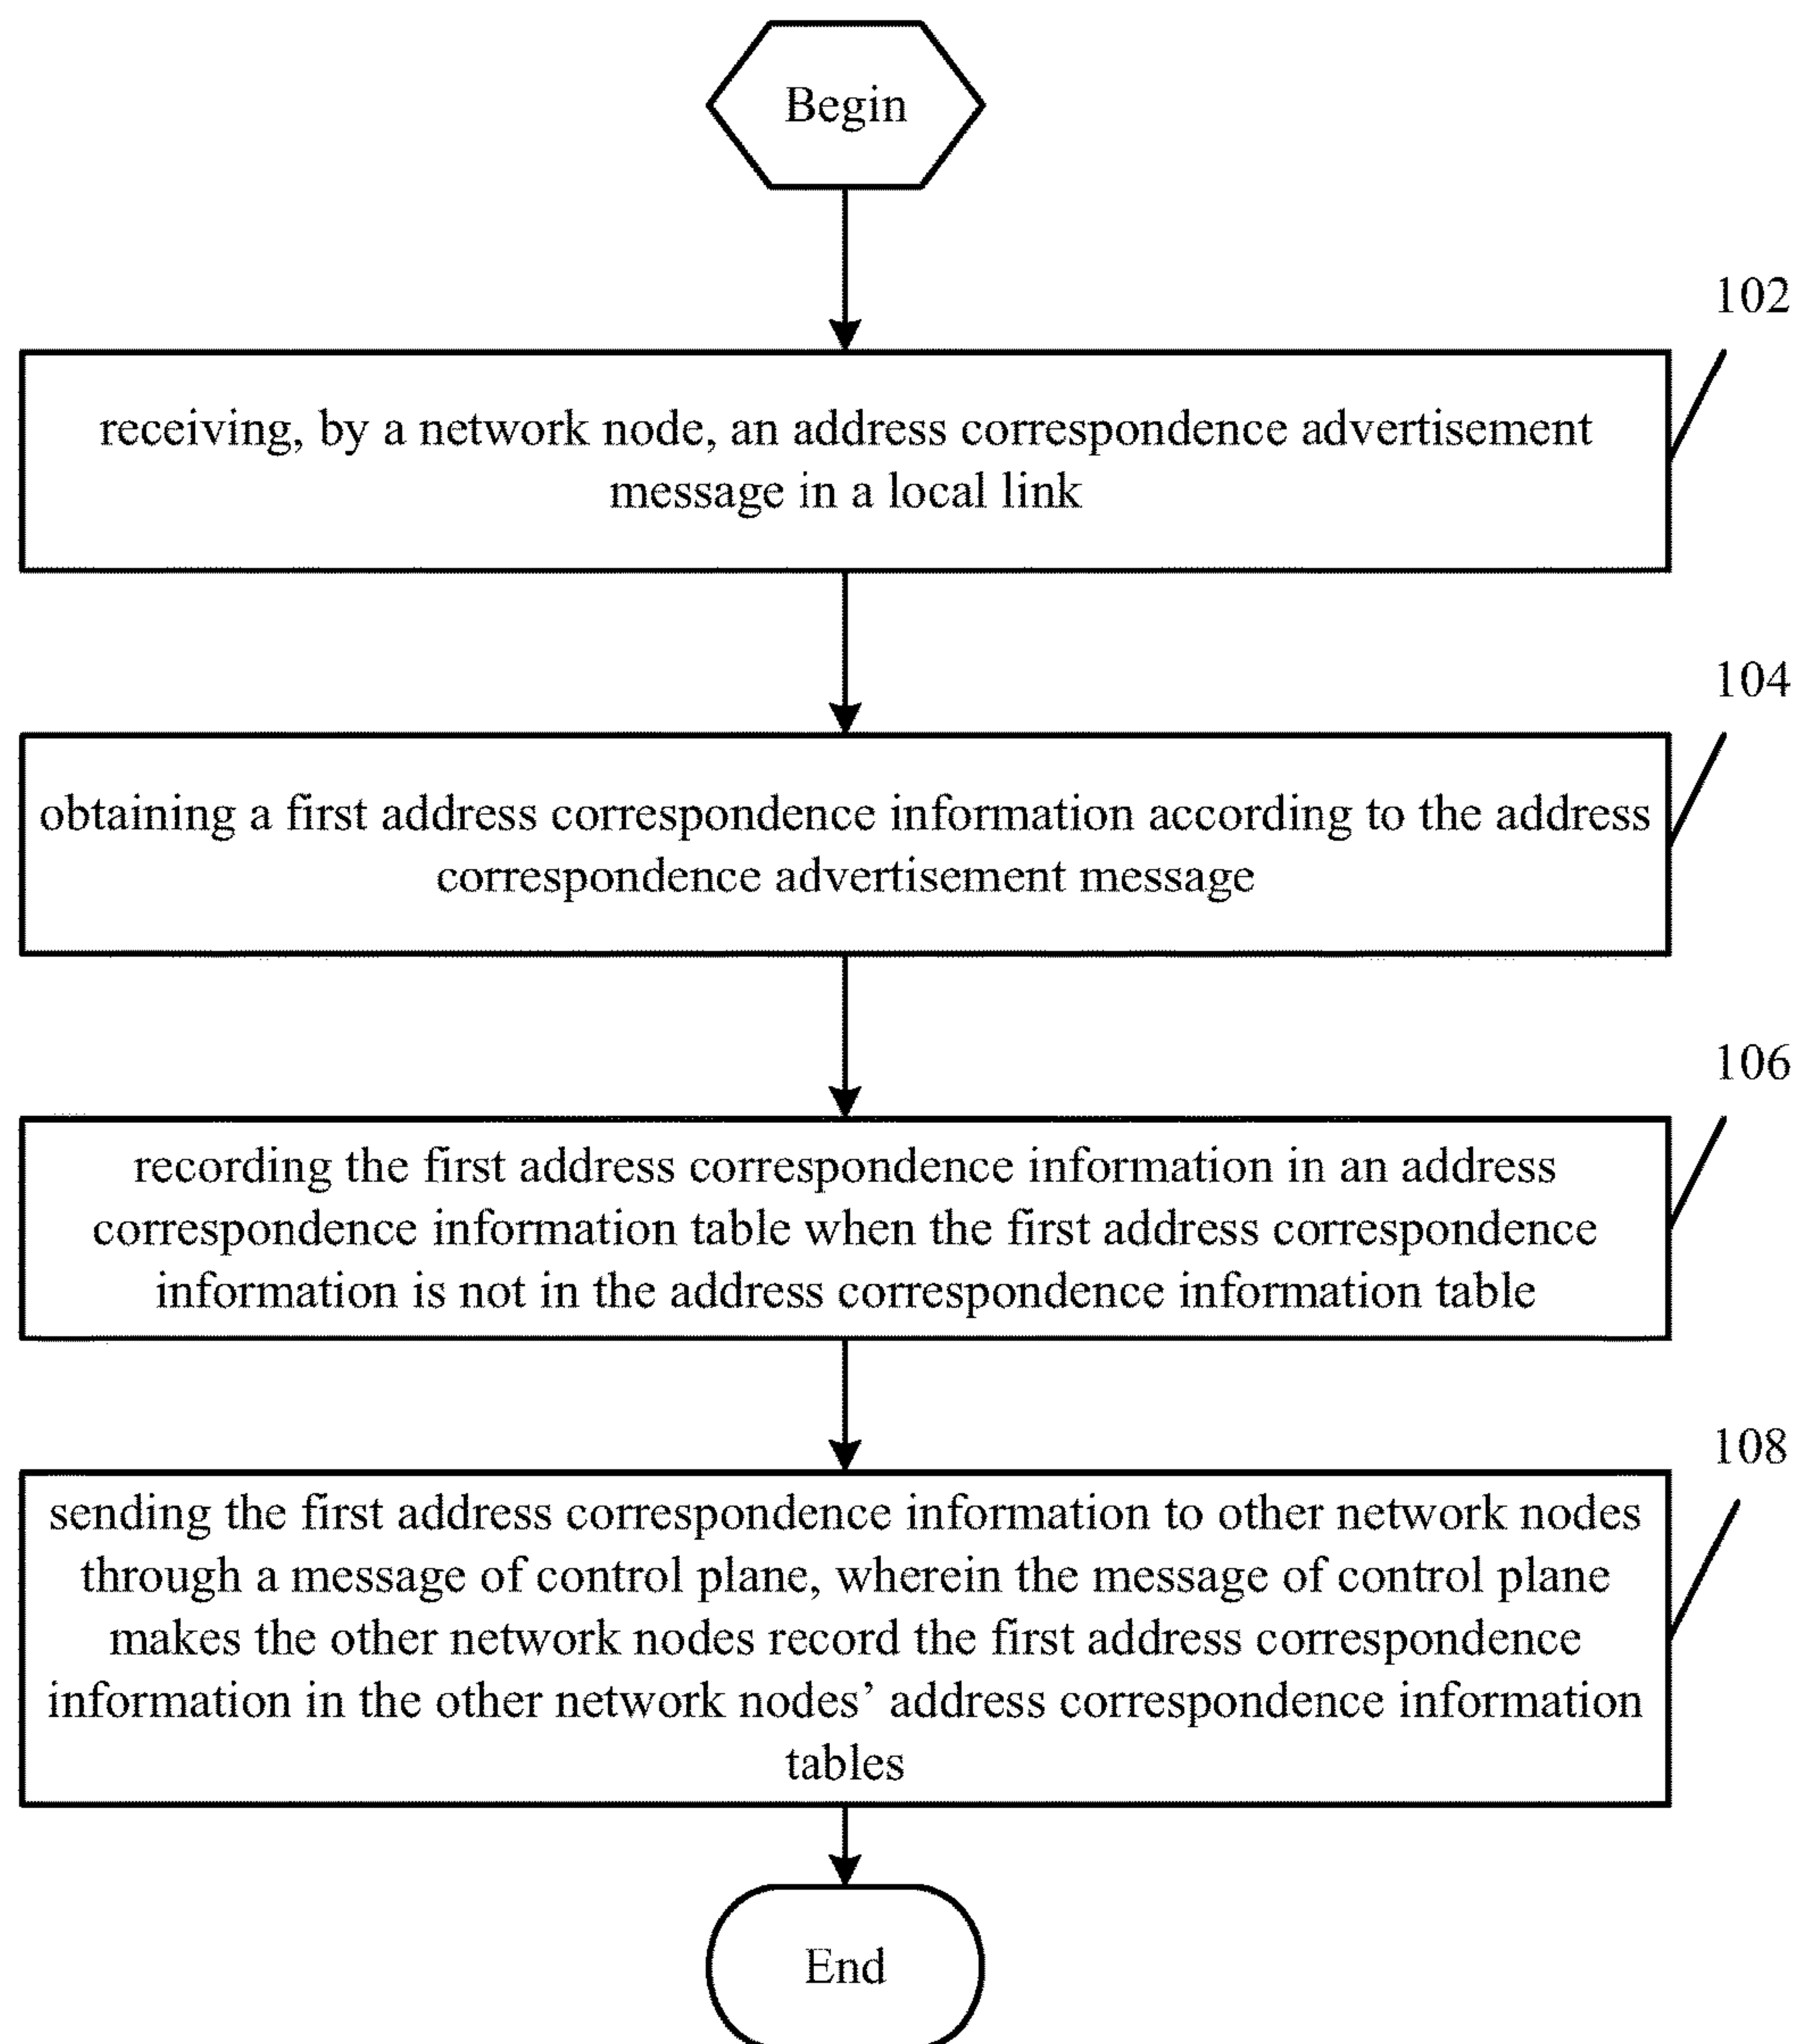 Begin
102
receiving, by a network node, an address correspondence advertisement
message in a local link
104
obtaining a first address correspondence information according to the address
correspondence advertisement message
106
recording the first address correspondence information in an address
correspondence information table when the first address correspondence
information is not in the address correspondence information table
108
sending the first address correspondence information to other network nodes
through a message of control plane, wherein the message of control plane
makes the other network nodes record the first address correspondence
information in the other network nodes’ address correspondence information
tables
End